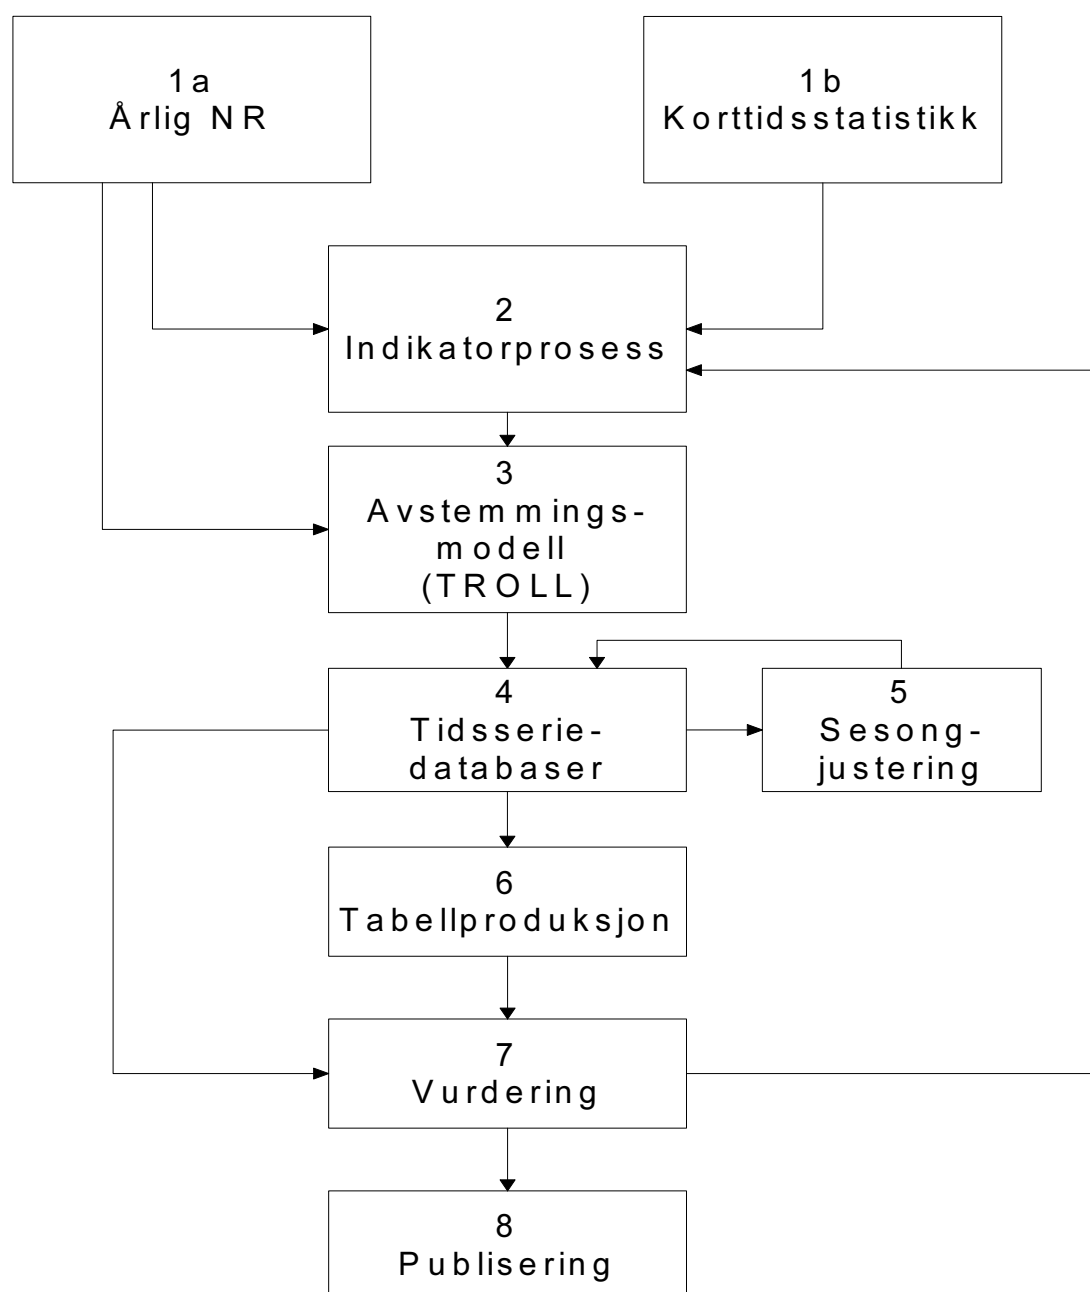 1a
Årlig NR
1b
Korttidsstatistikk
2
Indikatorprosess
3
Avstemmings-
modell
(TROLL)
4
Tidsserie-
databaser
5
Sesong-
justering
6
Tabellproduksjon
7
Vurdering
8
Publisering